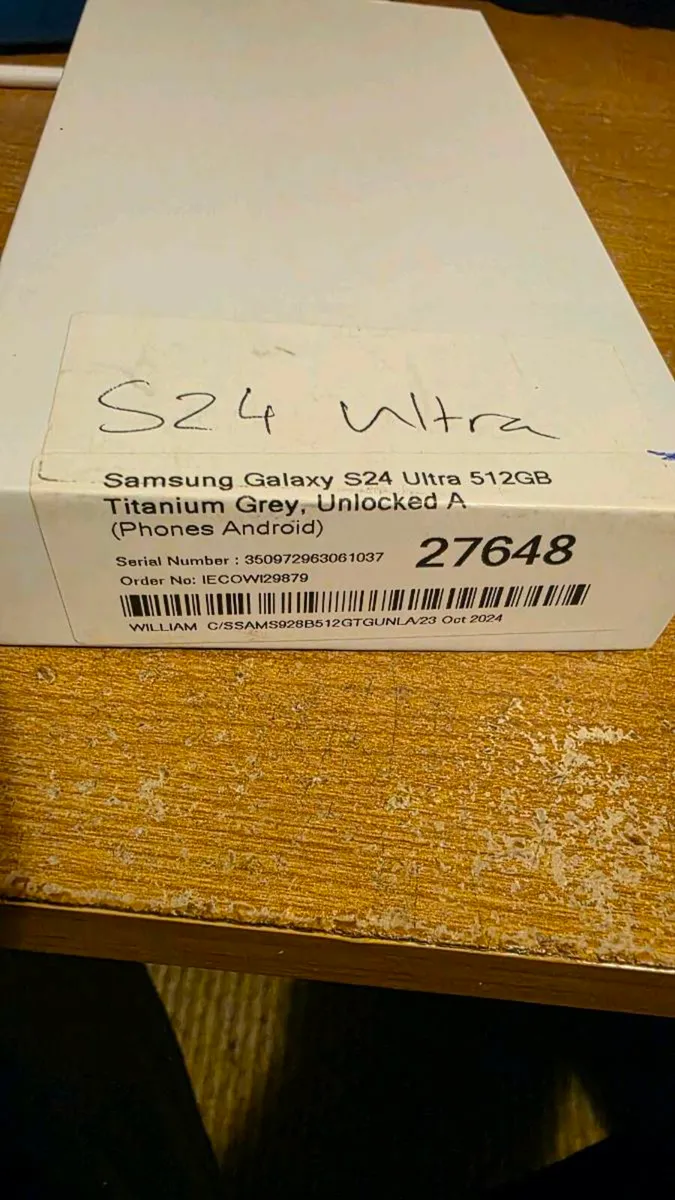 S24 ultra
Samsung Galaxy S24 Ultra 512GB
Titanium Grey, Unlocked A
(Phones Android)
Serial Number : 350972963061037
27648
Order No: IECOWI29879
WILLIAM C/SSAMS928B512GTGUNLA/23 Oct 2024